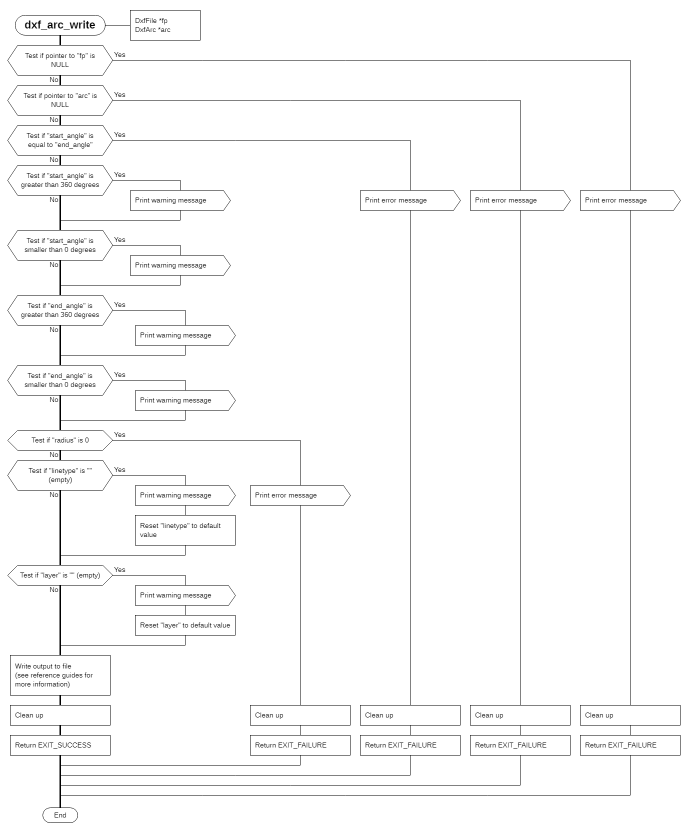 dxf_arc_write
DxfFile *fp
DxfArc *arc
Test if pointer to "fp" is
NULL
Yes
No
Test if pointer to "arc" is
NULL
Yes
No
Test if "start_angle" is
equal to "end_angle"
Yes
No
Test if "start_angle" is
greater than 360 degrees
Yes
No
Print warning message
Print error message
Print error message
Print error message
Test if "start_angle" is
smaller than 0 degrees
Yes
No
Print warning message
Test if "end_angle" is
greater than 360 degrees
Yes
No
Print warning message
Test if "end_angle" is
smaller than 0 degrees
Yes
No
Print warning message
Test if "radius" is 0
Yes
No
Test if "linetype" is ""
(empty)
Yes
No
Print warning message
Print error message
Reset "linetype" to default
value
Test if "layer" is "" (empty)
Yes
No
Print warning message
Reset "layer" to default value
Write output to file
(see reference guides for
more information)
Clean up
Clean up
Clean up
Clean up
Clean up
Return EXIT_SUCCESS
Return EXIT_FAILURE
Return EXIT_FAILURE
Return EXIT_FAILURE
Return EXIT_FAILURE
End